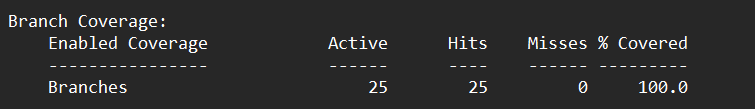 Branch Coverage:
Enabled Coverage Active Hits Misses % Covered
---------------- ------ ---- ------ ---------
Branches 25 25 0 100.0